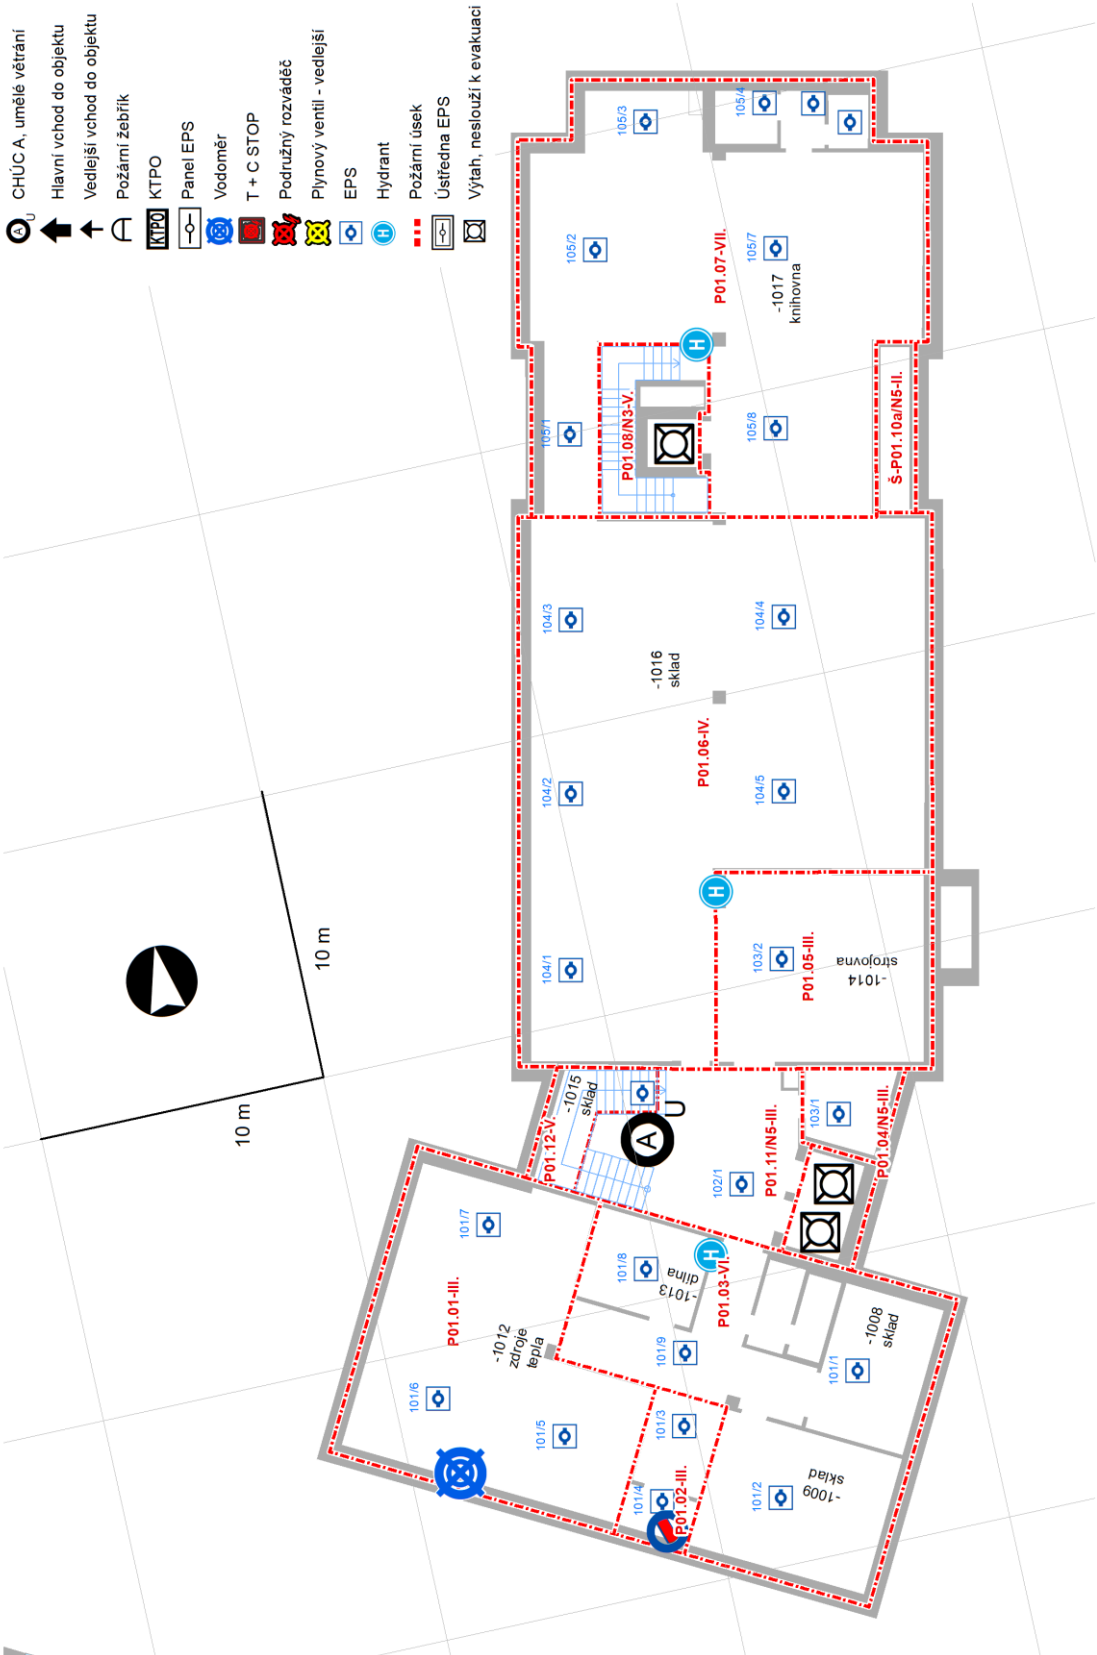 CHÚC A, umělé větrání
Hlavní vchod do objektu
Vedlejší vchod do objektu
Požární žebřík
KTPO
KTPO
Panel EPS
Vodoměr
T + C STOP
Podružný rozváděč
Plynový ventil - vedlejší
EPS
H
Hydrant
Požární úsek
Ústředna EPS
Výtah, neslouží k evakuaci
A
U
10 m
10 m
105/3
105/4
105/2
105/7
P01.07-VII.
-1017
knihovna
H
105/1
P01.08/N3-V.
105/8
Š-P01.10a/N5-II.
104/3
104/4
-1016
sklad
P01.06-IV.
104/2
104/5
H
104/1
103/2
P01.05-III.
-1014
strojovna
-1015
sklad
P01.12-V.
A
U
102/1
P01.11/N5-III.
103/1
P01.04/N5-III.
101/7
101/8
-1013
dílna
H
P01.03-VI.
P01.01-III.
-1012
zdroje
tepla
101/9
-1008
sklad
101/1
101/6
101/5
101/3
101/4
P01.02-III.
101/2
-1009
sklad